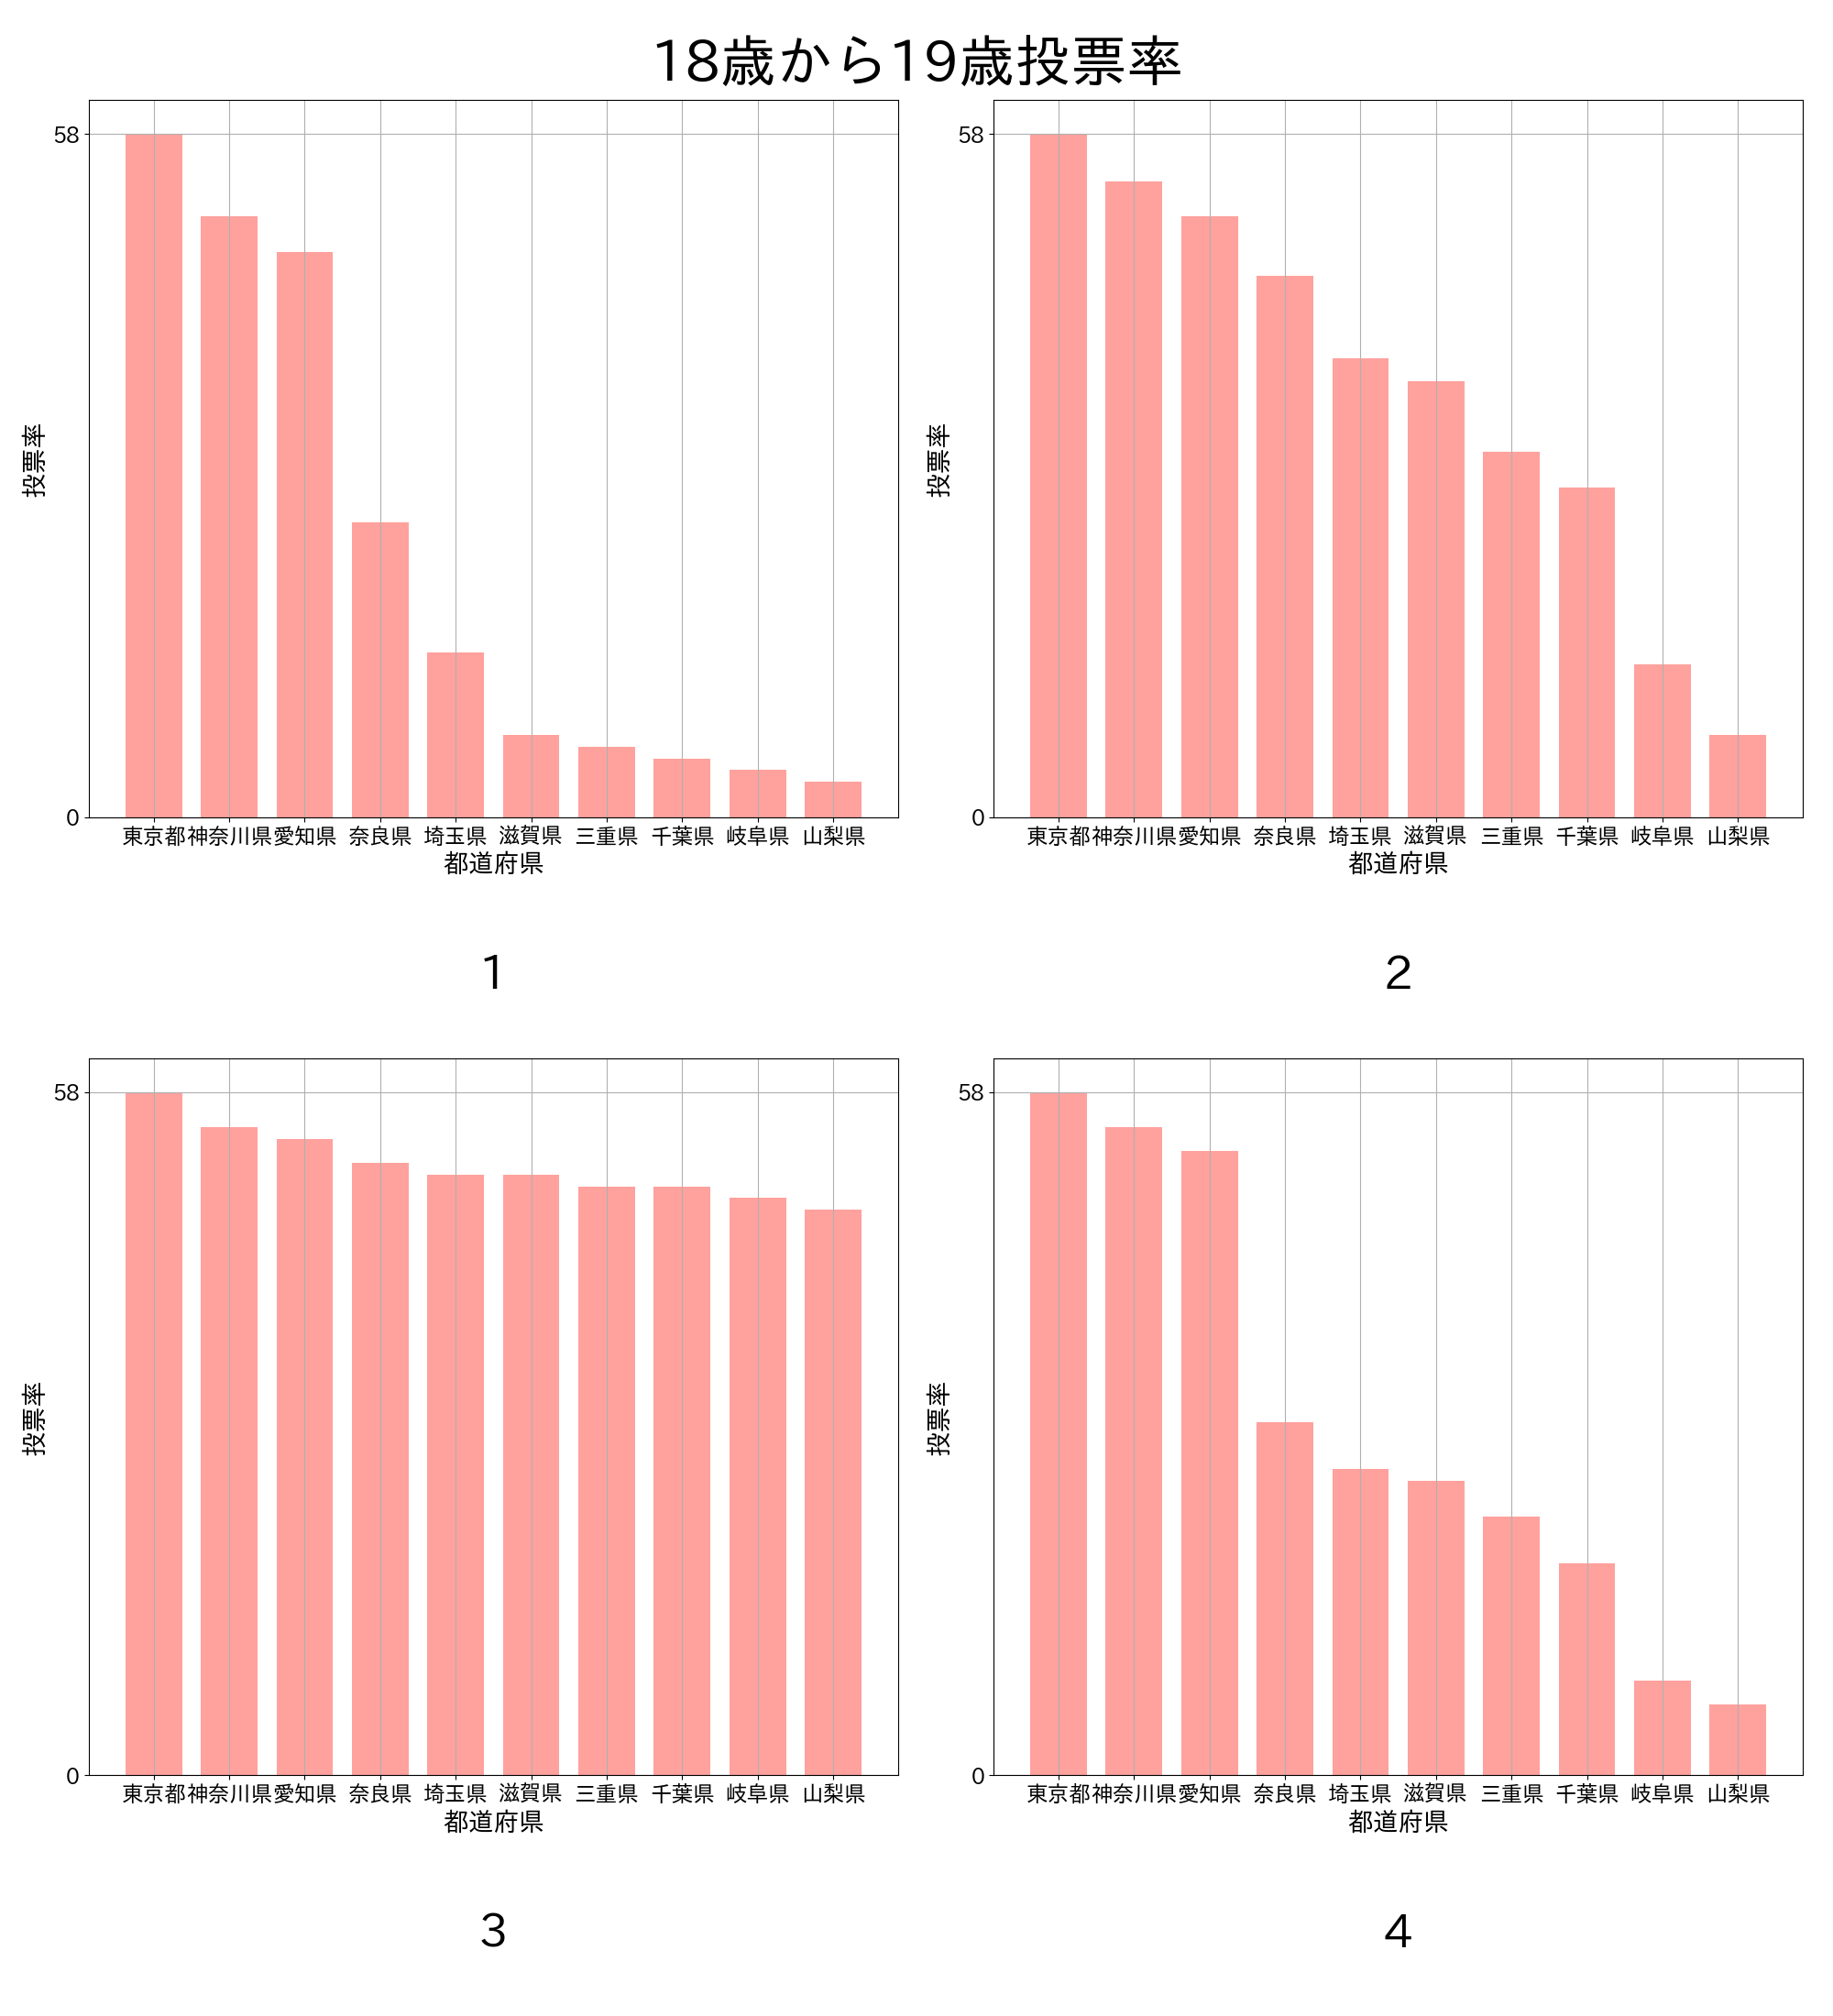 18歳から19歳投票率
58
0
投票率
東京都 神奈川県 愛知県 奈良県 埼玉県 滋賀県 三重県 千葉県 岐阜県 山梨県
都道府県
1
58
0
投票率
東京都 神奈川県 愛知県 奈良県 埼玉県 滋賀県 三重県 千葉県 岐阜県 山梨県
都道府県
2
58
0
投票率
東京都 神奈川県 愛知県 奈良県 埼玉県 滋賀県 三重県 千葉県 岐阜県 山梨県
都道府県
3
58
0
投票率
東京都 神奈川県 愛知県 奈良県 埼玉県 滋賀県 三重県 千葉県 岐阜県 山梨県
都道府県
4